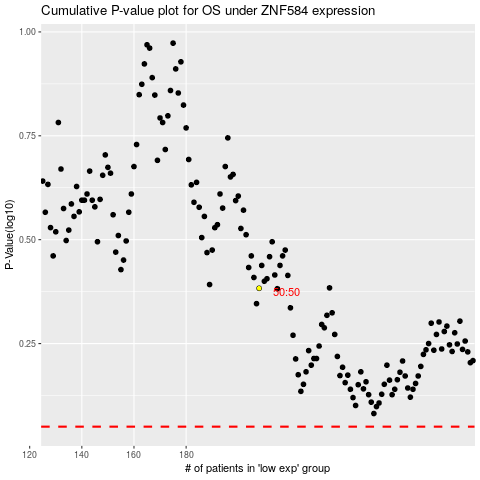 Cumulative P-value plot for OS under ZNF584 expression
P-Value(log10)
1.00
0.75
0.50
0.25
50:50
120 140 160 180
# of patients in 'low exp' group